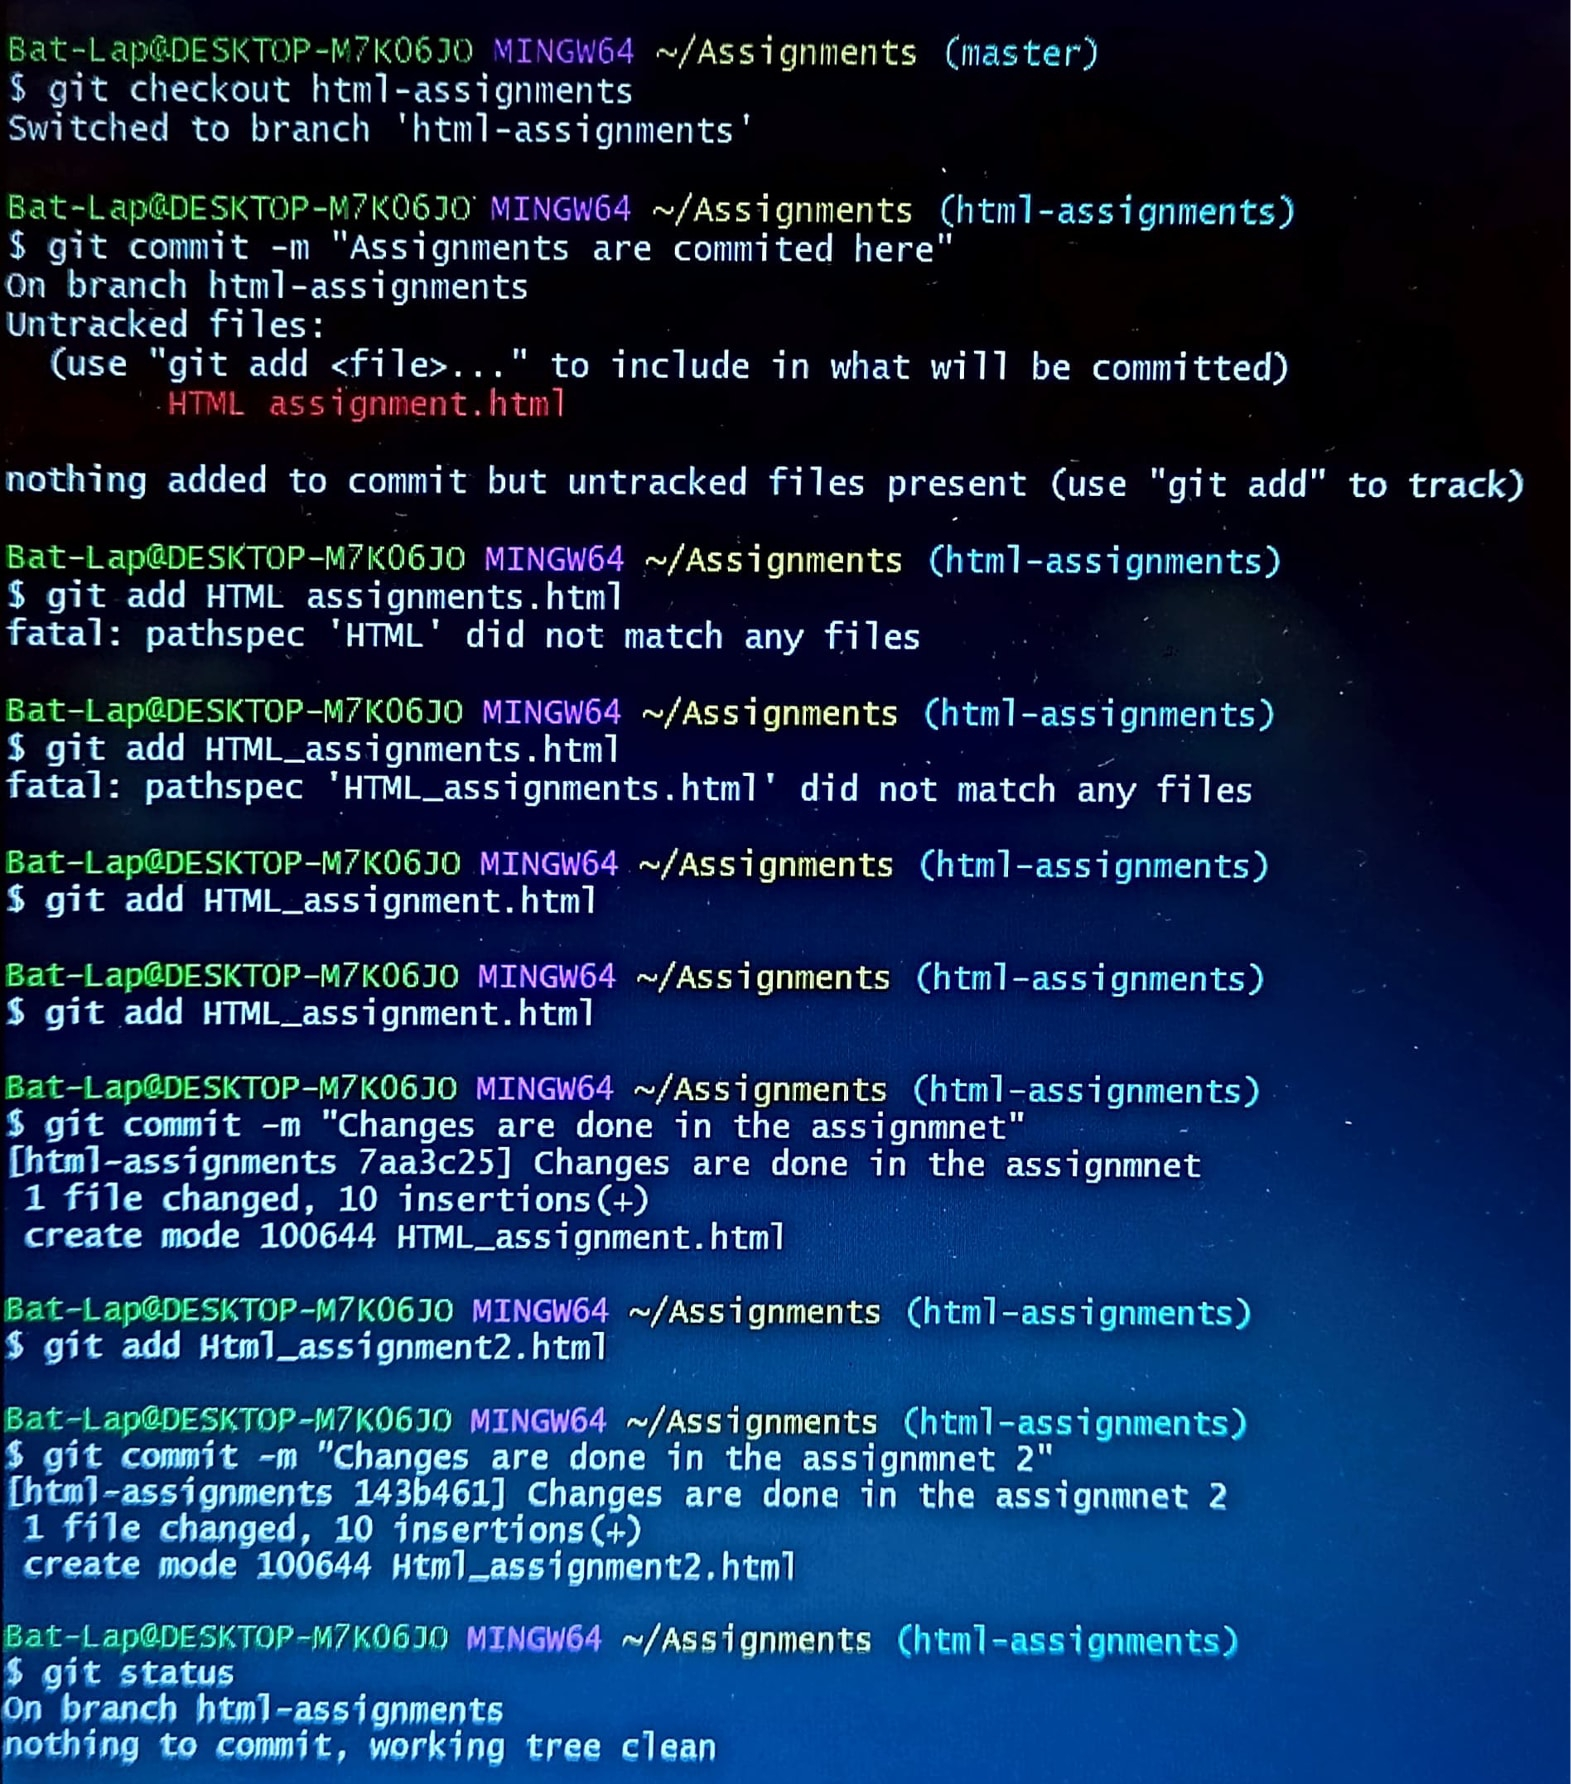 Bat-Lap@DESKTOP-M7K06JO MINGW64 ~/Assignments (master)
$ git checkout html-assignments
Switched to branch 'html-assignments'
Bat-Lap@DESKTOP-M7K06JO MINGW64 ~/Assignments (html-assignments)
$ git commit -m "Assignments are commited here"
On branch html-assignments
Untracked files:
  (use "git add <file>..." to include in what will be committed)
        HTML assignment.html
nothing added to commit but untracked files present (use "git add" to track)
Bat-Lap@DESKTOP-M7K06JO MINGW64 ~/Assignments (html-assignments)
$ git add HTML assignments.html
fatal: pathspec 'HTML' did not match any files
Bat-Lap@DESKTOP-M7K06JO MINGW64 ~/Assignments (html-assignments)
$ git add HTML_assignments.html
fatal: pathspec 'HTML_assignments.html' did not match any files
Bat-Lap@DESKTOP-M7K06JO MINGW64 ~/Assignments (html-assignments)
$ git add HTML_assignment.html
Bat-Lap@DESKTOP-M7K06JO MINGW64 ~/Assignments (html-assignments)
$ git add HTML_assignment.html
Bat-Lap@DESKTOP-M7K06JO MINGW64 ~/Assignments (html-assignments)
$ git commit -m "Changes are done in the assignmnet"
[html-assignments 7aa3c25] Changes are done in the assignmnet
 1 file changed, 10 insertions(+)
 create mode 100644 HTML_assignment.html
Bat-Lap@DESKTOP-M7K06JO MINGW64 ~/Assignments (html-assignments)
$ git add Html_assignment2.html
Bat-Lap@DESKTOP-M7K06JO MINGW64 ~/Assignments (html-assignments)
$ git commit -m "Changes are done in the assignmnet 2"
[html-assignments 143b461] Changes are done in the assignmnet 2
 1 file changed, 10 insertions(+)
 create mode 100644 Html_assignment2.html
Bat-Lap@DESKTOP-M7K06JO MINGW64 ~/Assignments (html-assignments)
$ git status
On branch html-assignments
nothing to commit, working tree clean